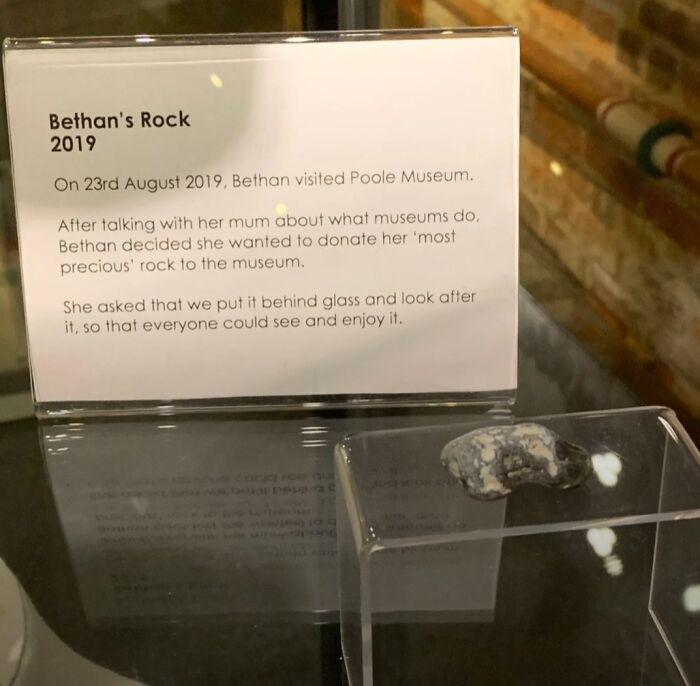 Bethan's Rock
2019
On 23rd August 2019, Bethan visited Poole Museum.
After talking with her mum about what museums do,
Bethan decided she wanted to donate her 'most
precious' rock to the museum.
She asked that we put it behind glass and look after
it, so that everyone could see and enjoy it.